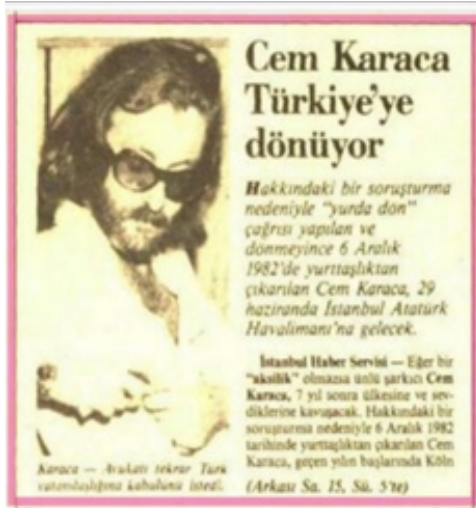 Cem Karaca
Türkiye'ye
dönüyor
Hakkındaki bir soruşturma
nedeniyle "yurda dön"
çağrısı yapılan ve
dönmeyince 6 Aralık
1982'de yurttaşlıktan
çıkarılan Cem Karaca, 29
haziranda İstanbul Atatürk
Havalimanı'na gelecek.
İstanbul Haber Servisi — Eğer bir
"aksilik" olmazsa ünlü şarkıcı Cem
Karaca, 7 yıl sonra ülkesine ve sev-
diklerine kavuşacak. Hakkındaki bir
soruşturma nedeniyle 6 Aralık 1982
tarihinde yurttaşlıktan çıkarılan Cem
Karaca, geçen yılın başlarında Köln
(Arkası Sa. 15, Sü. 5'te)
Karaca — Avukatı tekrar Türk
vatandaşlığına kabulünü istedi.